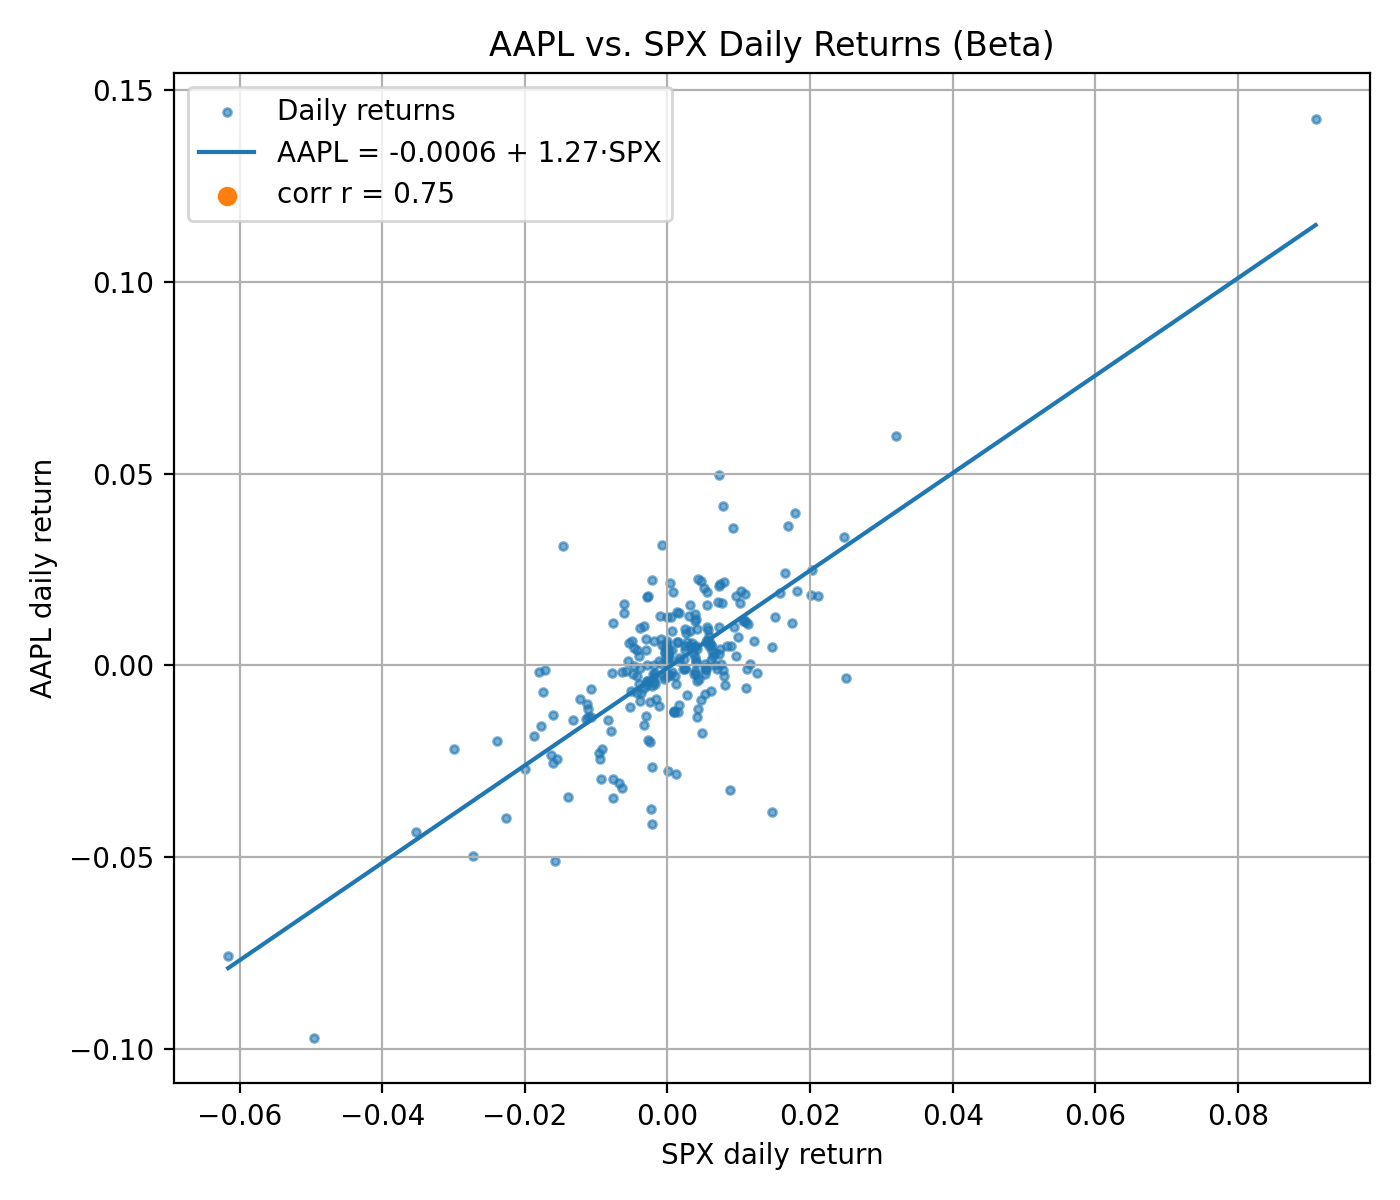 AAPL vs. SPX Daily Returns (Beta)
Daily returns
AAPL = -0.0006 + 1.27·SPX
corr r = 0.75
0.15
0.10
0.05
0.00
−0.05
−0.10
AAPL daily return
−0.06 −0.04 −0.02 0.00 0.02 0.04 0.06 0.08
SPX daily return